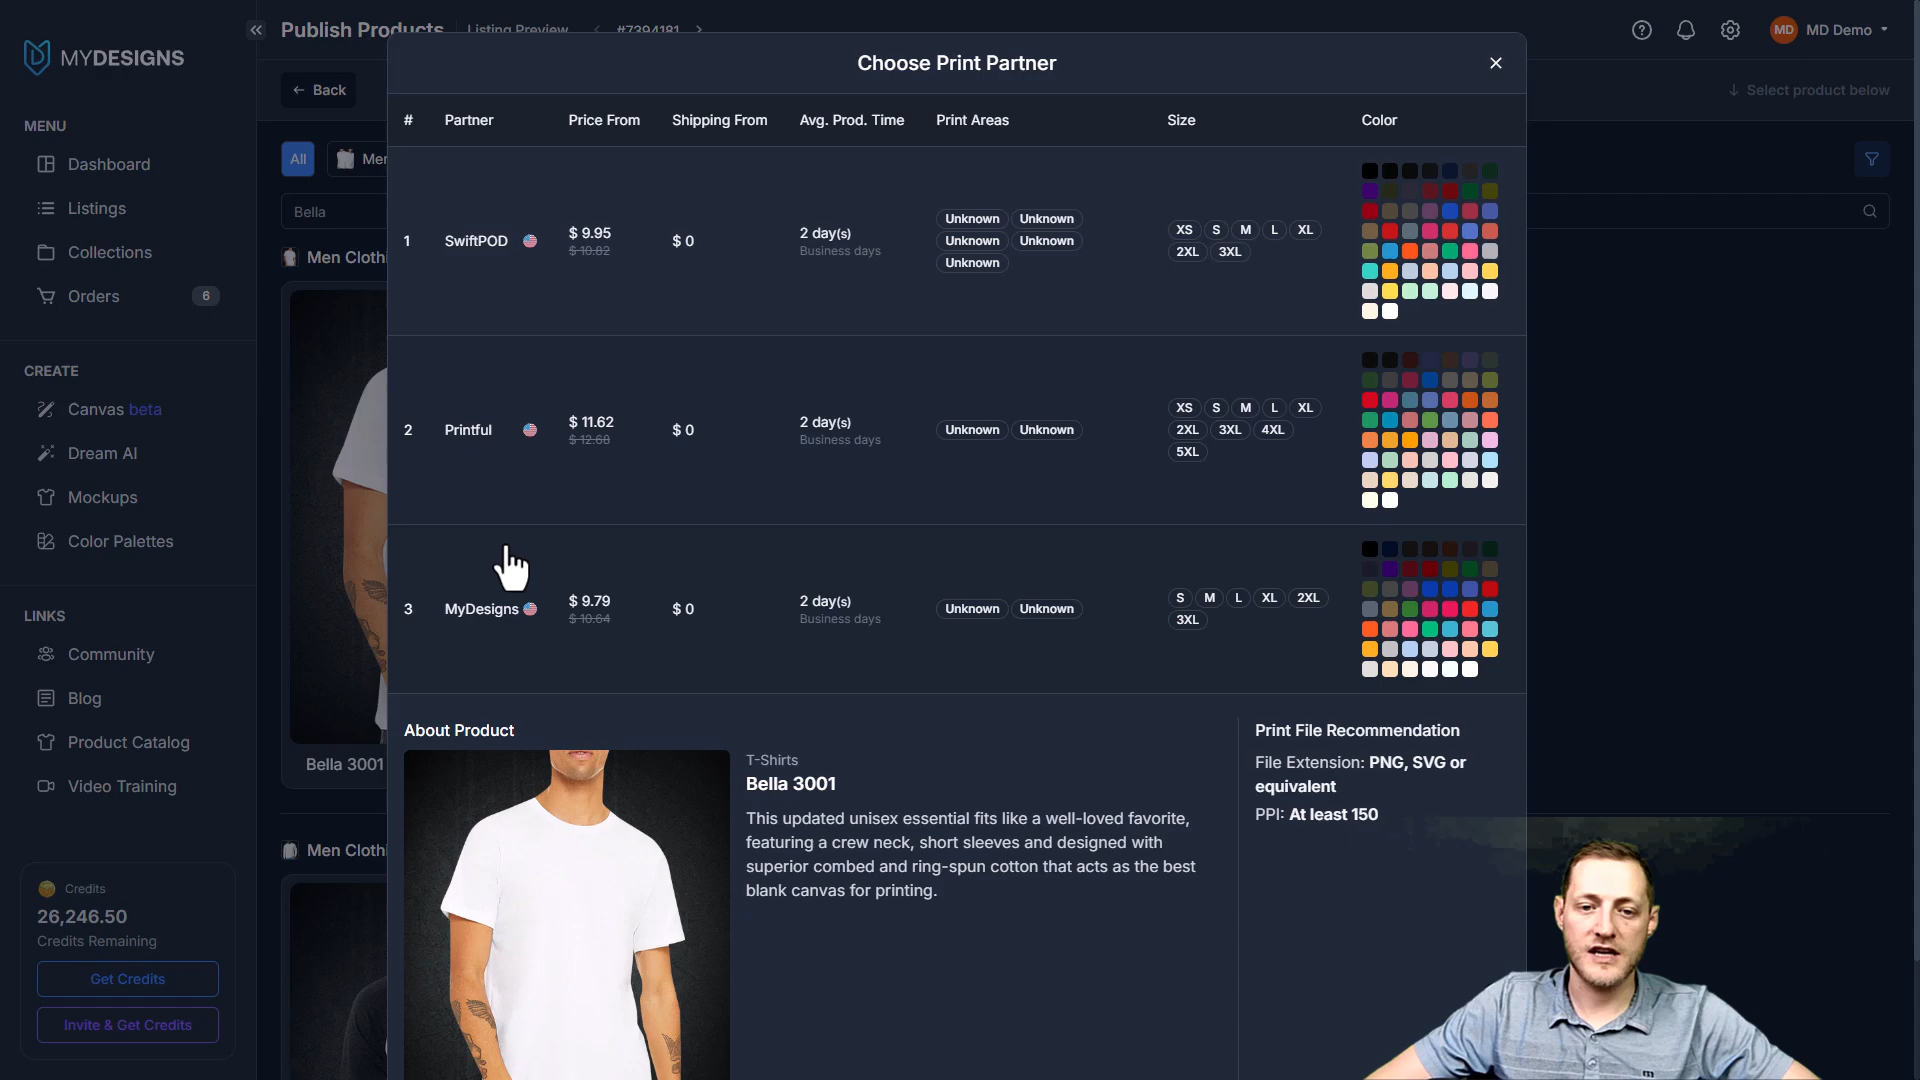 MYDESIGNS
Publish Products
Listing Preview
#7394181
MD
MD Demo
Back
Select product below
MENU
Dashboard
Listings
Collections
Orders
6
CREATE
Canvas beta
Dream AI
Mockups
Color Palettes
LINKS
Community
Blog
Product Catalog
Video Training
Credits
26,246.50
Credits Remaining
Get Credits
Invite & Get Credits
All
Mer
Bella
Men Clothi
Bella 3001
Men Clothi
Choose Print Partner
# Partner Price From Shipping From Avg. Prod. Time Print Areas Size Color
1 SwiftPOD $ 9.95 $ 10.82 $ 0 2 day(s) Business days
Unknown Unknown
Unknown Unknown
Unknown
XS S M L XL
2XL 3XL
2 Printful $ 11.62 $ 12.68 $ 0 2 day(s) Business days
Unknown Unknown
XS S M L XL
2XL 3XL 4XL
5XL
3 MyDesigns $ 9.79 $ 10.64 $ 0 2 day(s) Business days
Unknown Unknown
S M L XL 2XL
3XL
About Product
T-Shirts
Bella 3001
This updated unisex essential fits like a well-loved favorite,
featuring a crew neck, short sleeves and designed with
superior combed and ring-spun cotton that acts as the best
blank canvas for printing.
Print File Recommendation
File Extension: PNG, SVG or
equivalent
PPI: At least 150